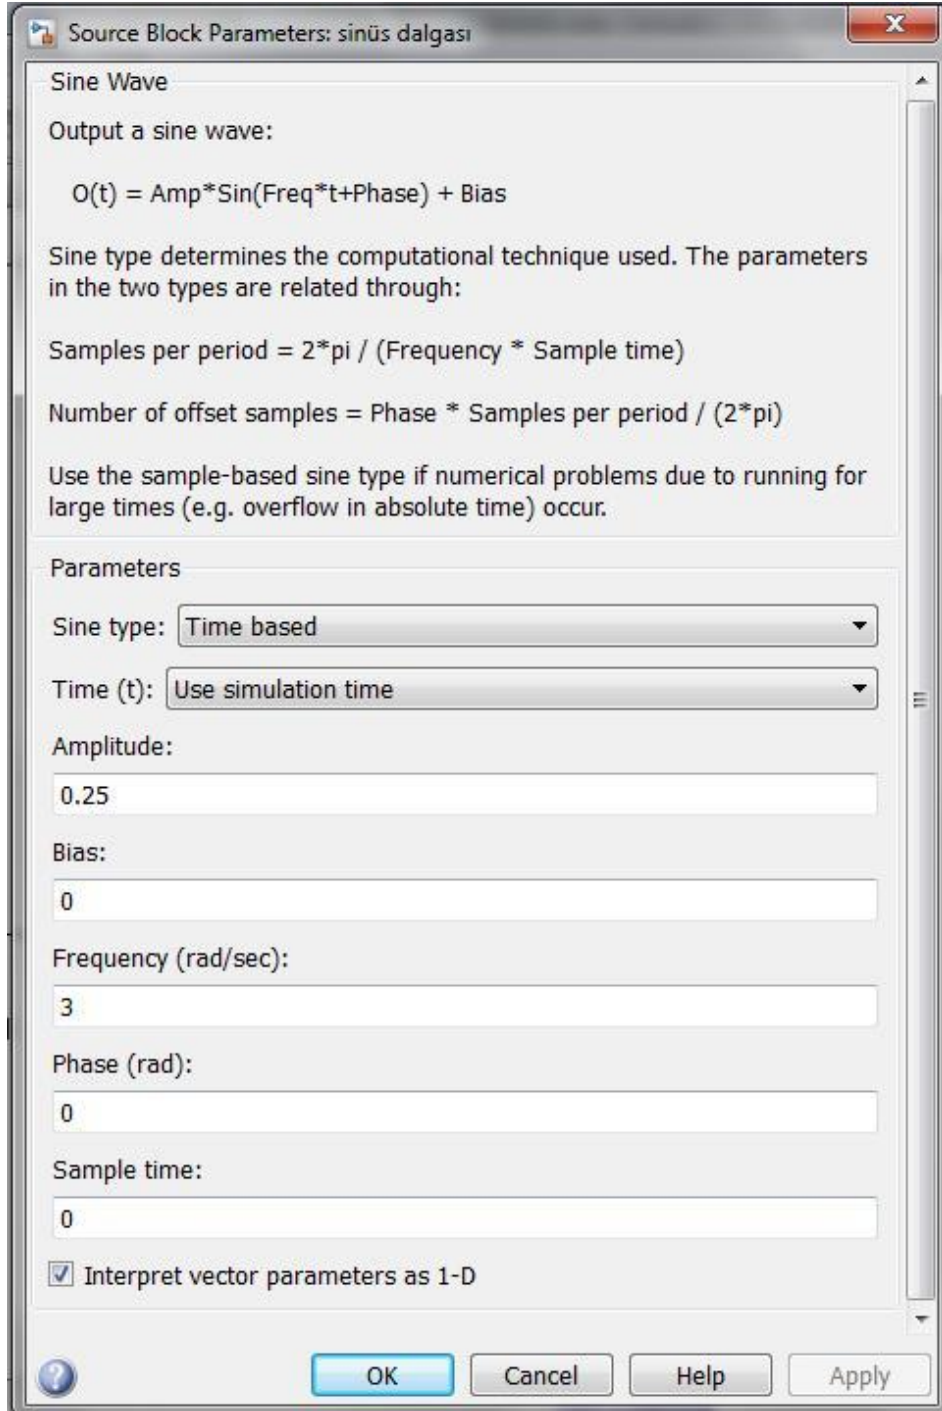 Source Block Parameters: sinüs dalgası
Sine Wave
Output a sine wave:
O(t) = Amp*Sin(Freq*t+Phase) + Bias
Sine type determines the computational technique used. The parameters
in the two types are related through:
Samples per period = 2*pi / (Frequency * Sample time)
Number of offset samples = Phase * Samples per period / (2*pi)
Use the sample-based sine type if numerical problems due to running for
large times (e.g. overflow in absolute time) occur.
Parameters
Sine type: Time based
Time (t): Use simulation time
Amplitude:
0.25
Bias:
0
Frequency (rad/sec):
3
Phase (rad):
0
Sample time:
0
Interpret vector parameters as 1-D
OK Cancel Help Apply